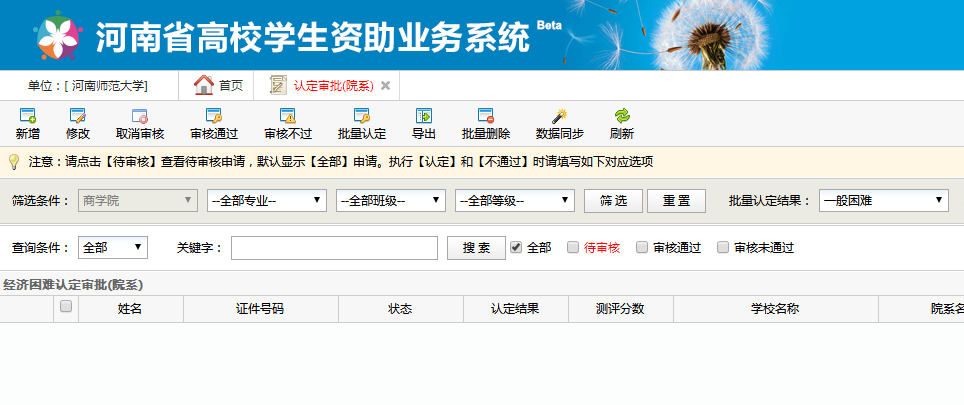 河南省高校学生资助业务系统 Beta
单位：[ 河南师范大学] 首页 认定审批(院系)
新增 修改 取消审核 审核通过 审核不过 批量认定 导出 批量删除 数据同步 刷新
注意：请点击【待审核】查看待审核申请，默认显示【全部】申请。执行【认定】和【不通过】时请填写如下对应选项
筛选条件： 商学院 --全部专业-- --全部班级-- --全部等级-- 筛 选 重 置 批量认定结果： 一般困难
查询条件： 全部 关键字： 搜 索 全部 待审核 审核通过 审核未通过
经济困难认定审批(院系)
姓名 证件号码 状态 认定结果 测评分数 学校名称 院系名